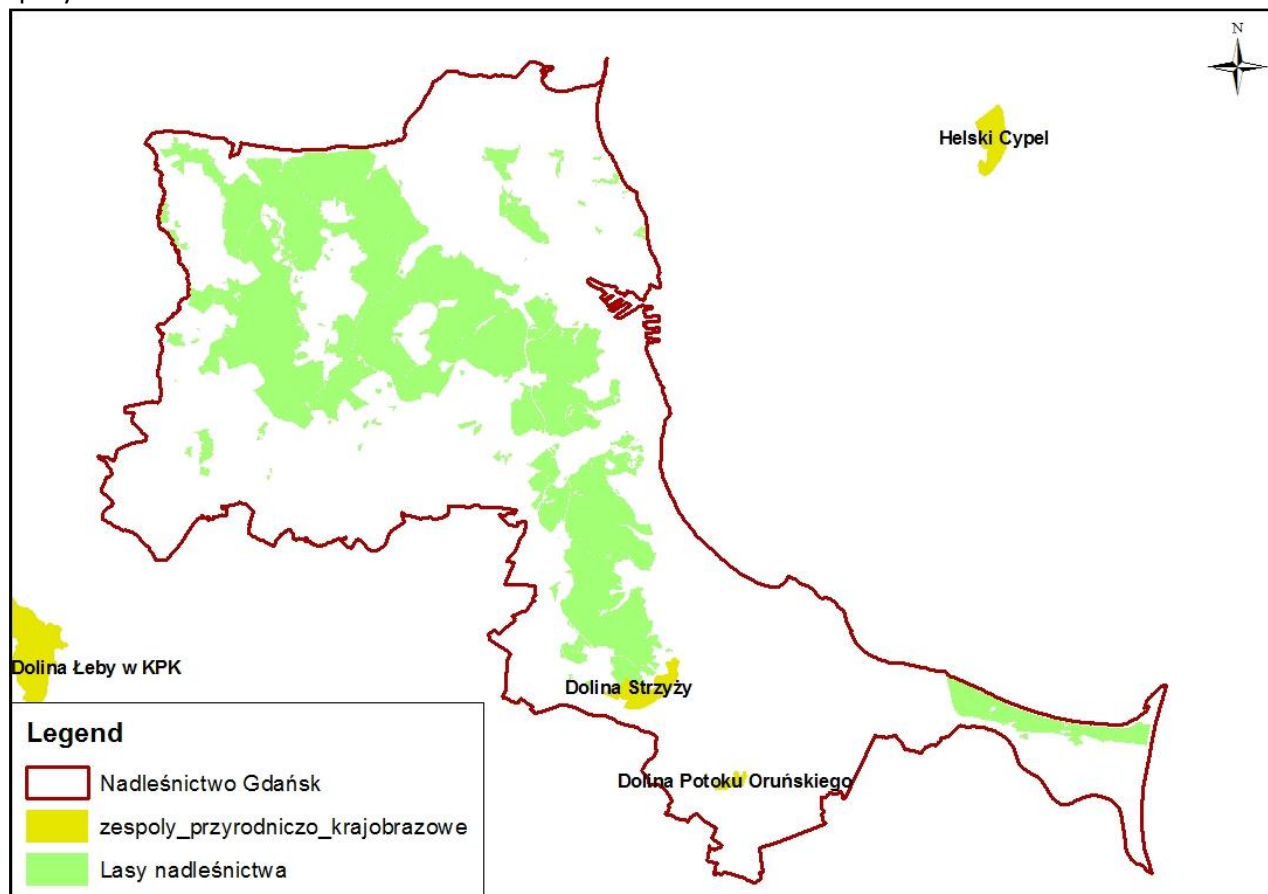 N
Helski Cypel
Dolina Łeby w KPK
Dolina Strzyży
Dolina Potoku Oruńskiego
Legend
Nadleśnictwo Gdańsk
zespoly_przyrodniczo_krajobrazowe
Lasy nadleśnictwa